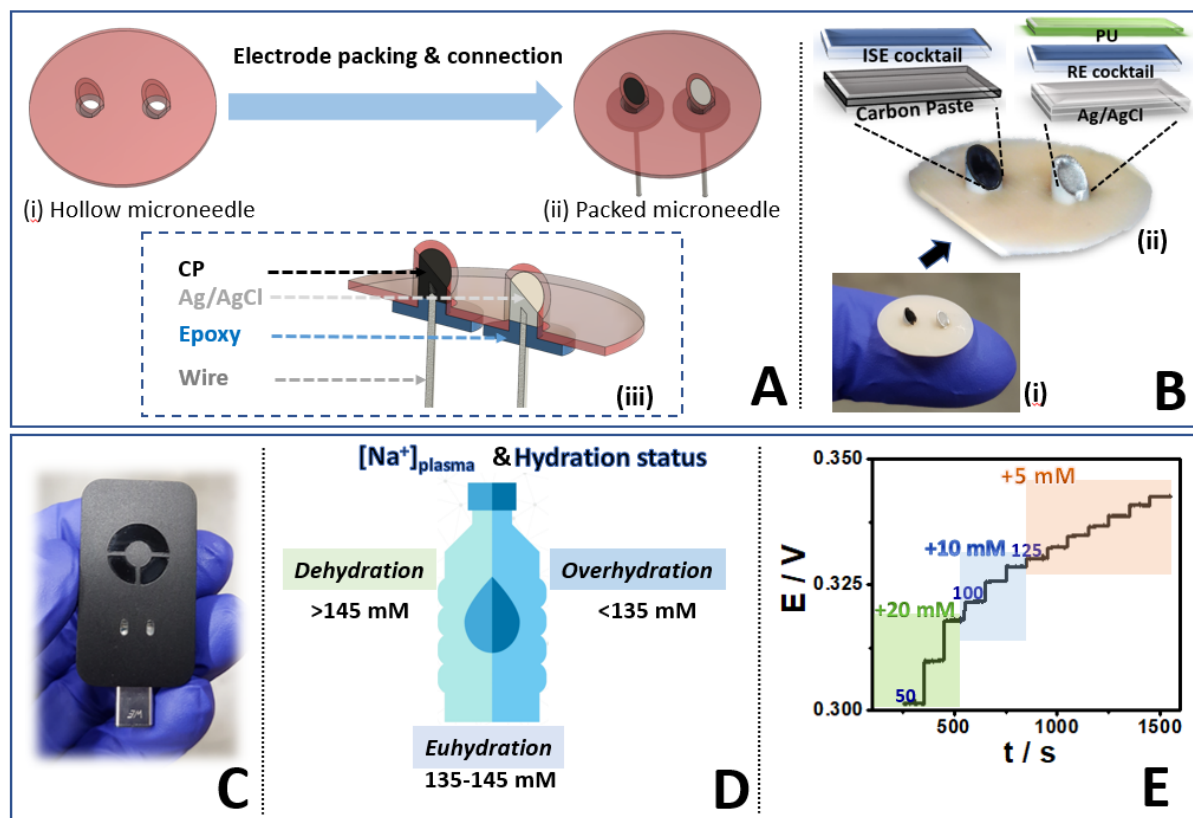 Electrode packing & connection
(i) Hollow microneedle
(ii) Packed microneedle
CP
Ag/AgCl
Epoxy
Wire
(iii)
A
ISE cocktail
Carbon Paste
PU
RE cocktail
Ag/AgCl
(ii)
(i)
B
C
[Na⁺]plasma & Hydration status
Dehydration
>145 mM
Overhydration
<135 mM
Euhydration
135-145 mM
D
E / V
0.350
0.325
0.300
+5 mM
+10 mM
125
100
+20 mM
50
500
1000
1500
t / s
E